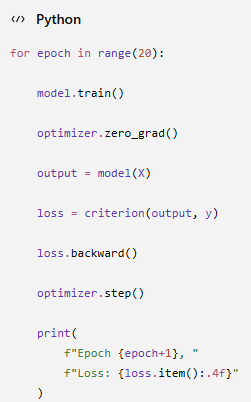 </> Python
for epoch in range(20):
    model.train()
    optimizer.zero_grad()
    output = model(X)
    loss = criterion(output, y)
    loss.backward()
    optimizer.step()
    print(
        f"Epoch {epoch+1}, "
        f"Loss: {loss.item():.4f}"
    )